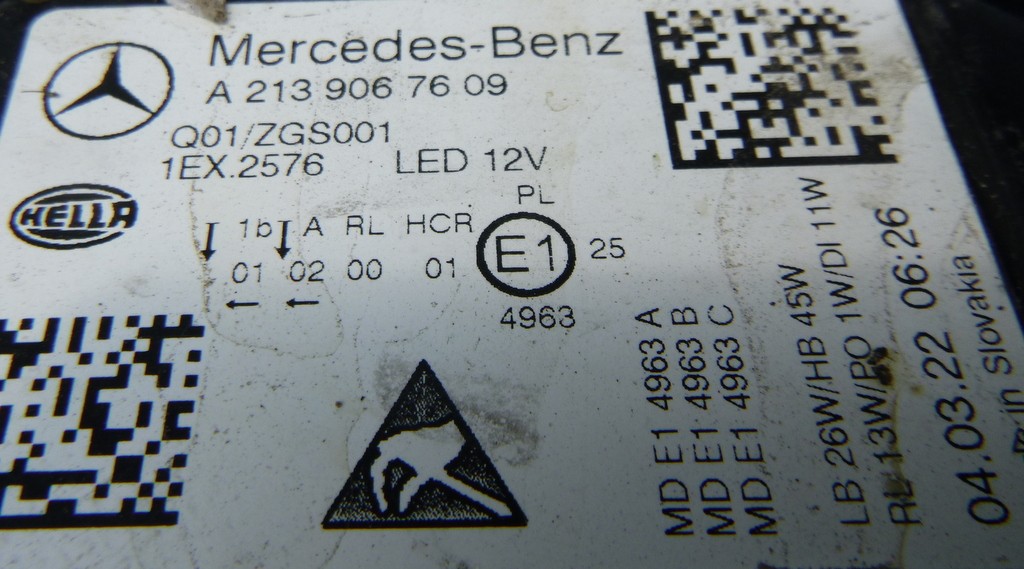 Mercedes-Benz
A 213 906 76 09
Q01/ZGS001
1EX.2576 LED 12V
HELLA
PL
1b A RL HCR
E1 25
01 02 00 01
4963
MD E1 4963 A
MD E1 4963 B
MD E1 4963 C
LB 26W/HB 45W
RL 13W/PO 1W/DI 11W
04.03.22 06:26
in Slovakia